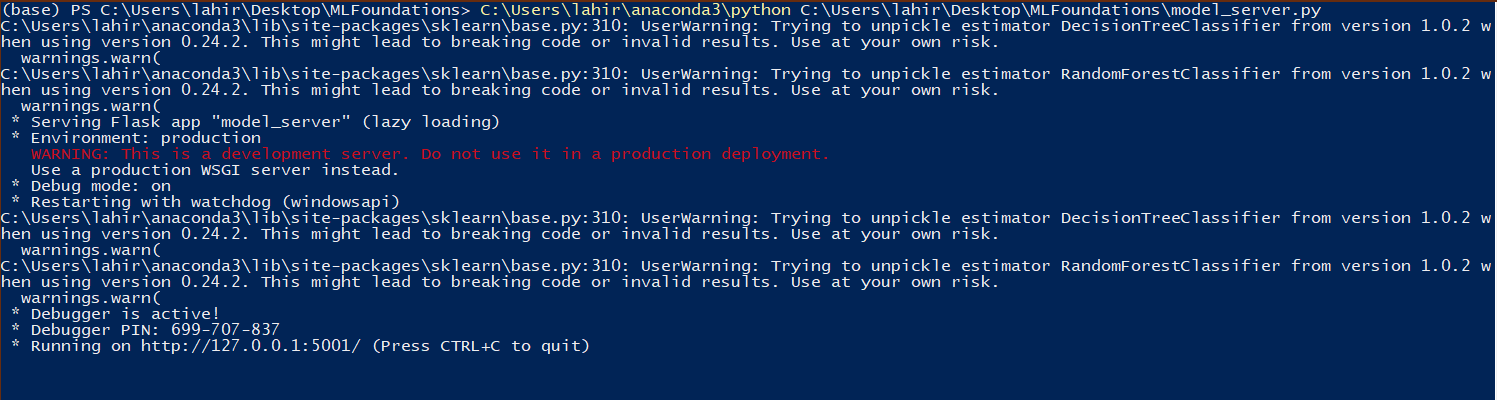 (base) PS C:\Users\lahir\Desktop\MLFoundations> C:\Users\lahir\anaconda3\python C:\Users\lahir\Desktop\MLFoundations\model_server.py
C:\Users\lahir\anaconda3\lib\site-packages\sklearn\base.py:310: UserWarning: Trying to unpickle estimator DecisionTreeClassifier from version 1.0.2 w
hen using version 0.24.2. This might lead to breaking code or invalid results. Use at your own risk.
  warnings.warn(
C:\Users\lahir\anaconda3\lib\site-packages\sklearn\base.py:310: UserWarning: Trying to unpickle estimator RandomForestClassifier from version 1.0.2 w
hen using version 0.24.2. This might lead to breaking code or invalid results. Use at your own risk.
  warnings.warn(
 * Serving Flask app "model_server" (lazy loading)
 * Environment: production
   WARNING: This is a development server. Do not use it in a production deployment.
   Use a production WSGI server instead.
 * Debug mode: on
 * Restarting with watchdog (windowsapi)
C:\Users\lahir\anaconda3\lib\site-packages\sklearn\base.py:310: UserWarning: Trying to unpickle estimator DecisionTreeClassifier from version 1.0.2 w
hen using version 0.24.2. This might lead to breaking code or invalid results. Use at your own risk.
  warnings.warn(
C:\Users\lahir\anaconda3\lib\site-packages\sklearn\base.py:310: UserWarning: Trying to unpickle estimator RandomForestClassifier from version 1.0.2 w
hen using version 0.24.2. This might lead to breaking code or invalid results. Use at your own risk.
  warnings.warn(
 * Debugger is active!
 * Debugger PIN: 699-707-837
 * Running on http://127.0.0.1:5001/ (Press CTRL+C to quit)